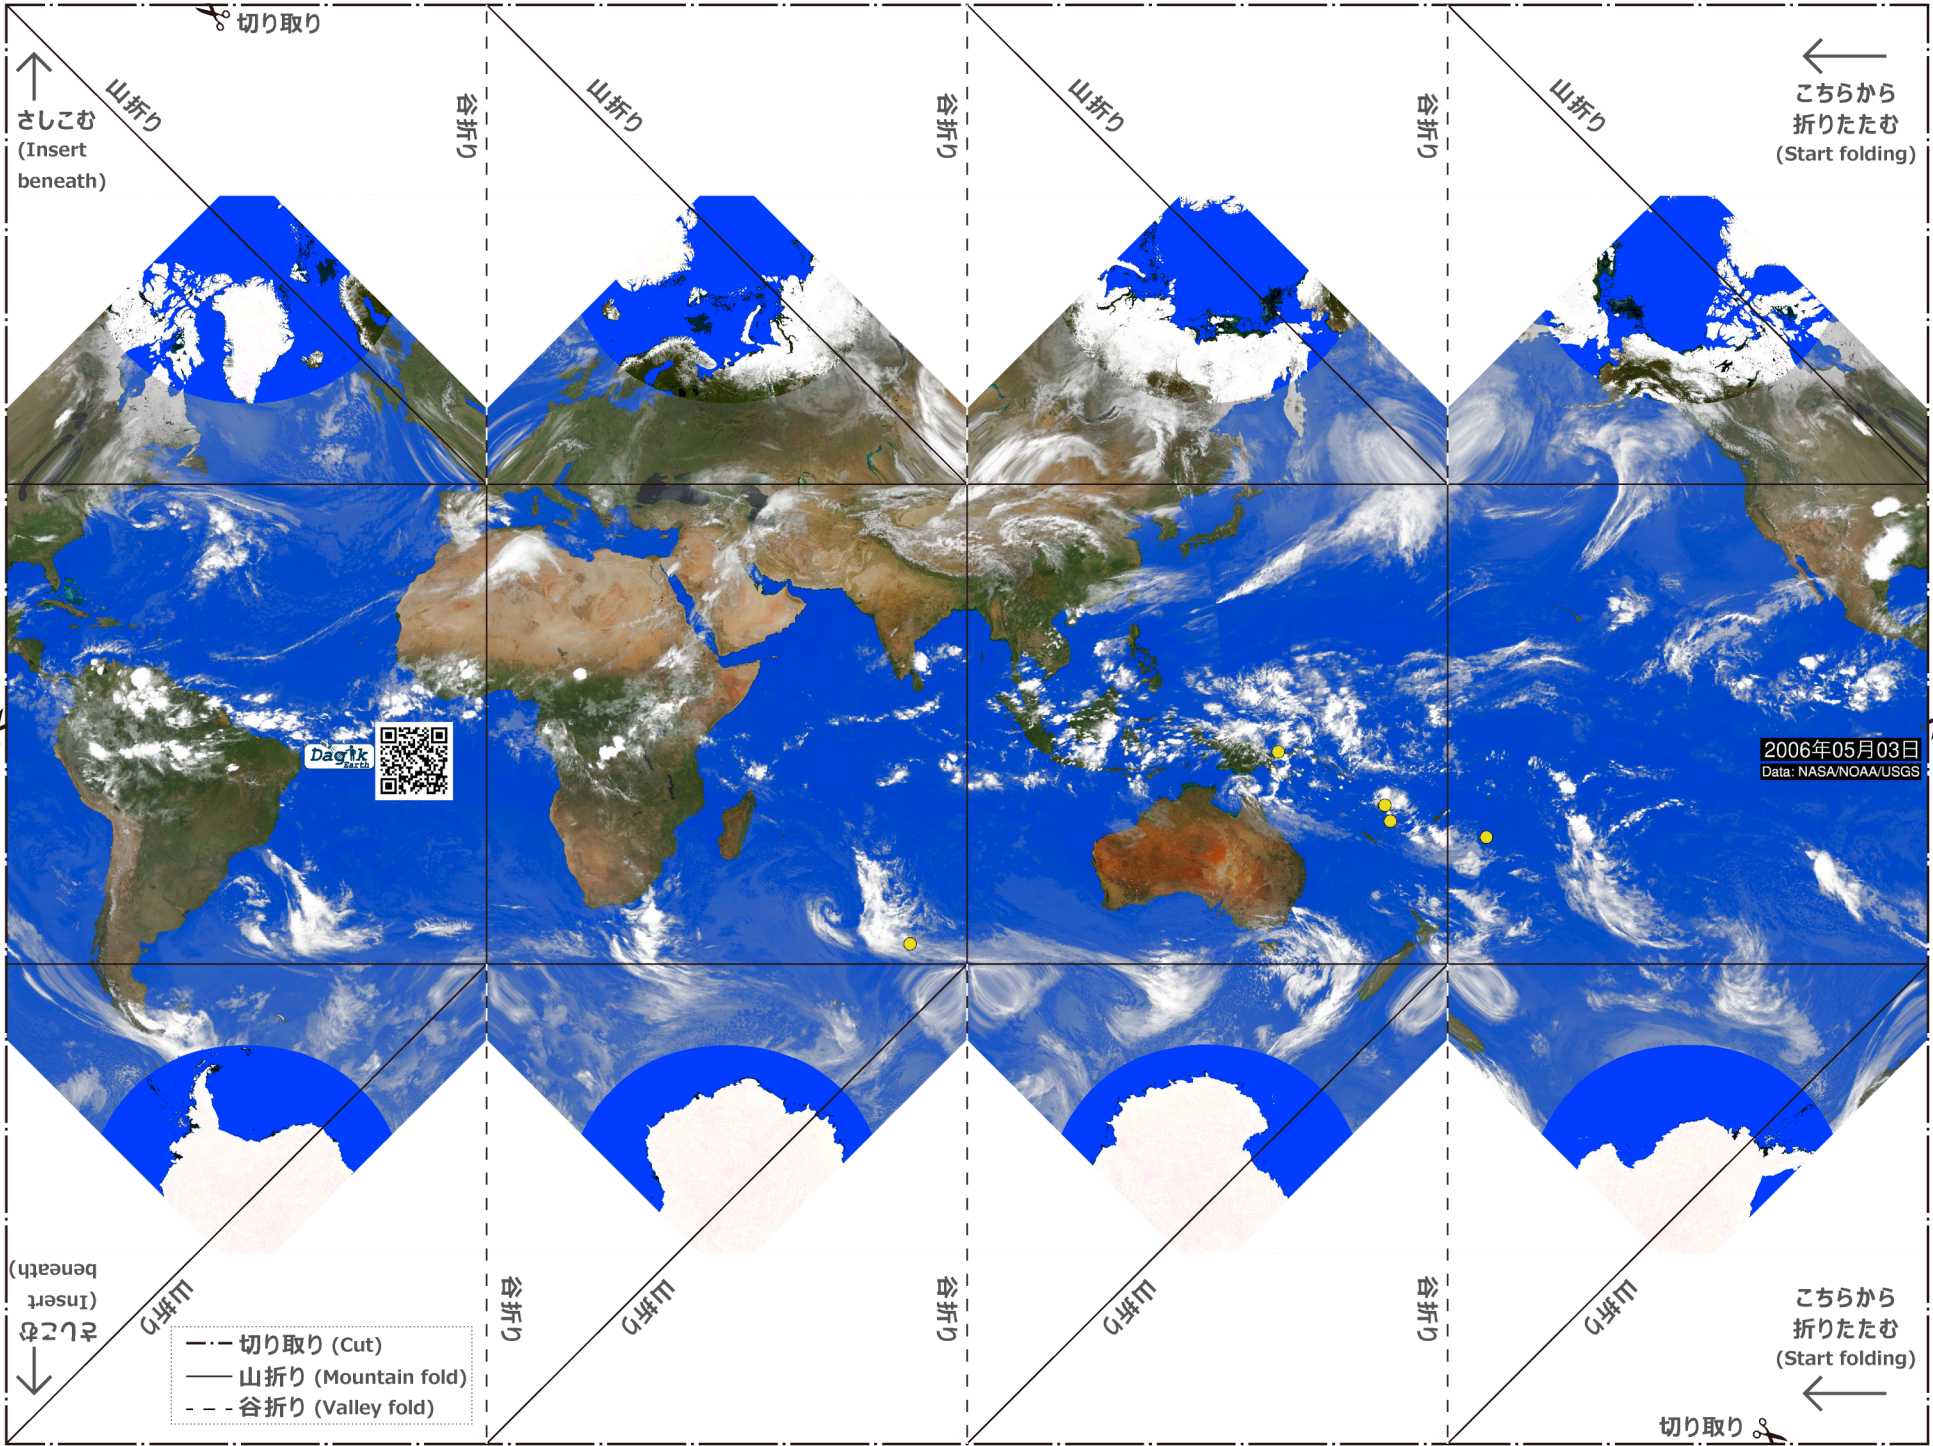 切り取り
さしこむ
(Insert
beneath)
山折り
谷折り
山折り
谷折り
山折り
谷折り
山折り
こちらから
折りたたむ
(Start folding)
Dagik
Earth
2006年05月03日
Data: NASA/NOAA/USGS
さしこむ
(Insert
beneath)
山折り
谷折り
山折り
谷折り
山折り
谷折り
山折り
こちらから
折りたたむ
(Start folding)
切り取り (Cut)
山折り (Mountain fold)
谷折り (Valley fold)
切り取り